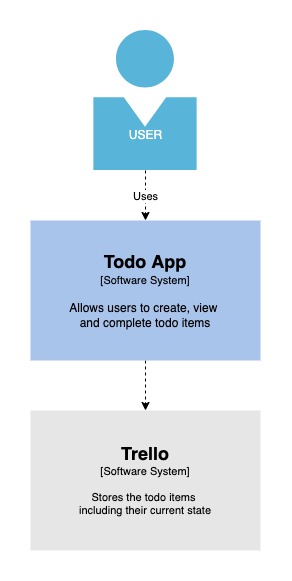 USER
Uses
Todo App
[Software System]
Allows users to create, view
and complete todo items
Trello
[Software System]
Stores the todo items
including their current state